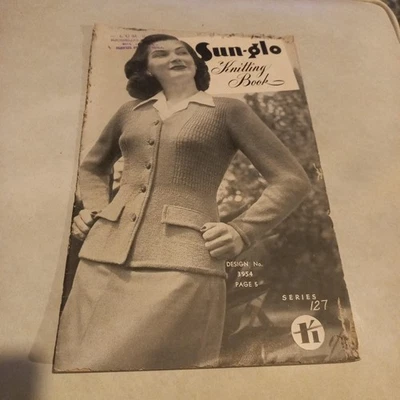 Sun-glo
Knitting
Book
DESIGN No.
1954
PAGE 5
SERIES
127